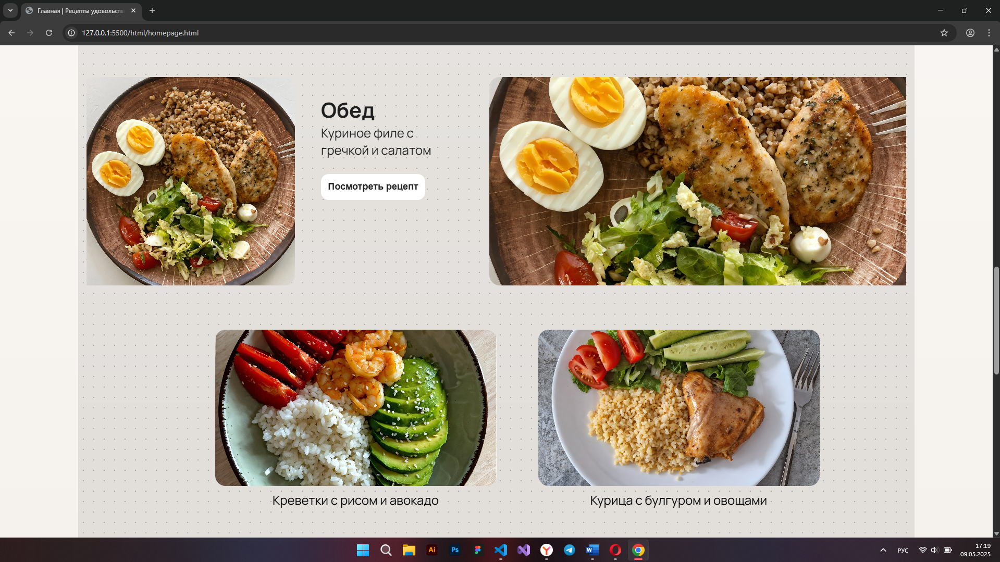 Главная | Рецепты удовольств
127.0.0.1:5500/html/homepage.html
Обед
Куриное филе с
гречкой и салатом
Посмотреть рецепт
Креветки с рисом и авокадо
Курица с булгуром и овощами
Ai
Ps
W
РУС
17:19
09.05.2025